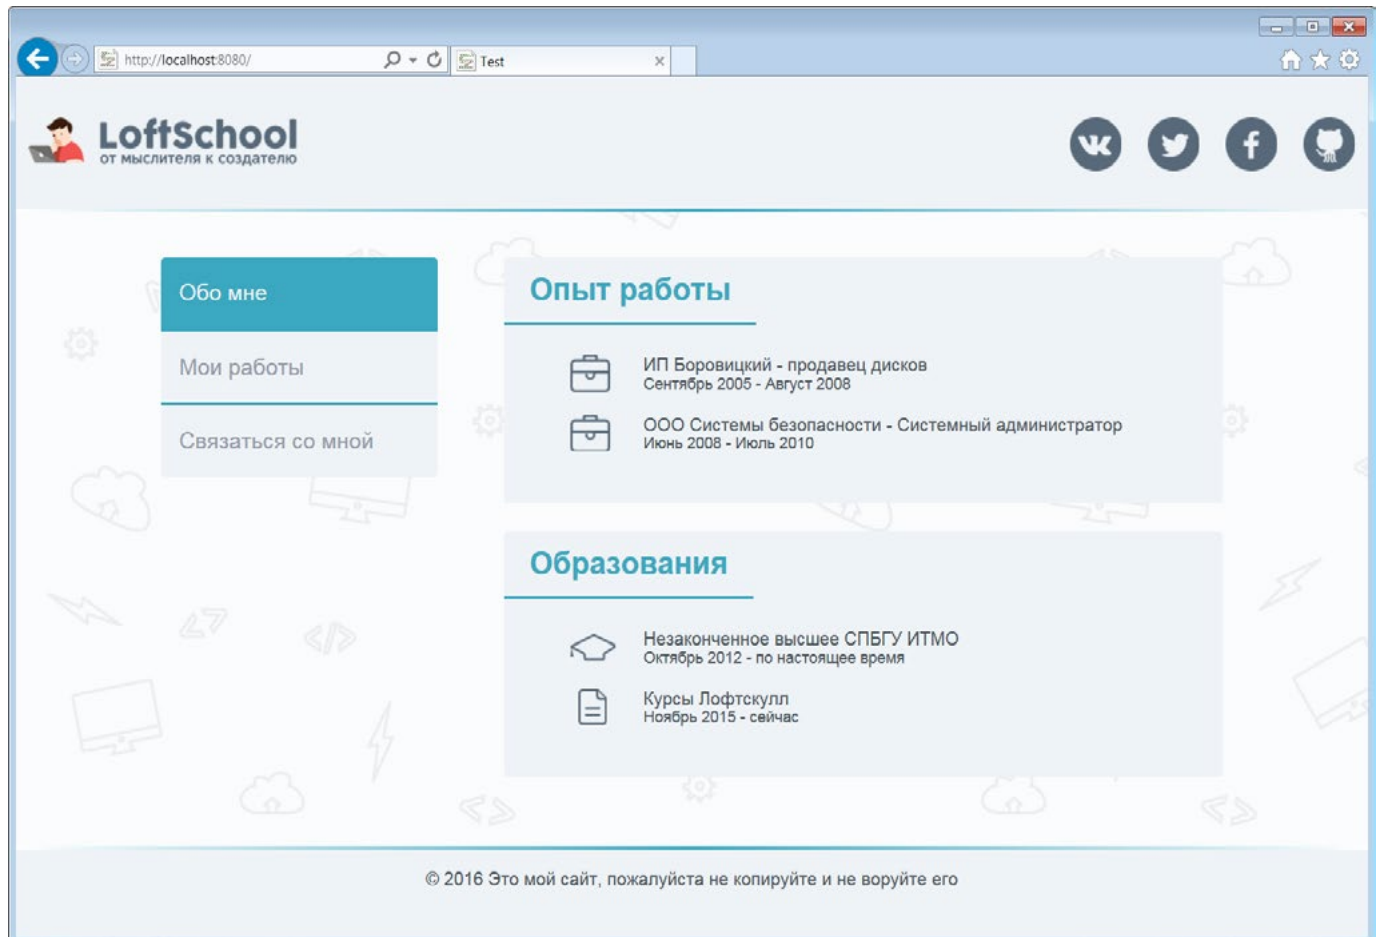 http://localhost:8080/
Test
LoftSchool
от мыслителя к создателю
Обо мне
Мои работы
Связаться со мной
Опыт работы
ИП Боровицкий - продавец дисков
Сентябрь 2005 - Август 2008
ООО Системы безопасности - Системный администратор
Июнь 2008 - Июль 2010
Образования
Незаконченное высшее СПБГУ ИТМО
Октябрь 2012 - по настоящее время
Курсы Лофтскулл
Ноябрь 2015 - сейчас
© 2016 Это мой сайт, пожалуйста не копируйте и не воруйте его